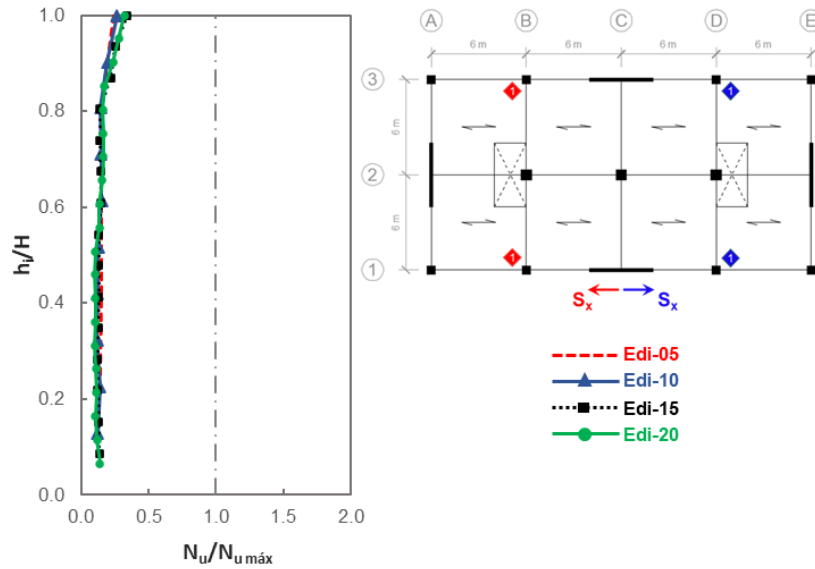 1.0
0.8
0.6
0.4
0.2
0.0
0.0 0.5 1.0 1.5 2.0
hᵢ/H
Nᵤ/Nᵤ ₘáₓ
A B C D E
6 m 6 m 6 m 6 m
3
2
1
6 m
6 m
1 1
1 1
Sₓ Sₓ
Edi-05
Edi-10
Edi-15
Edi-20